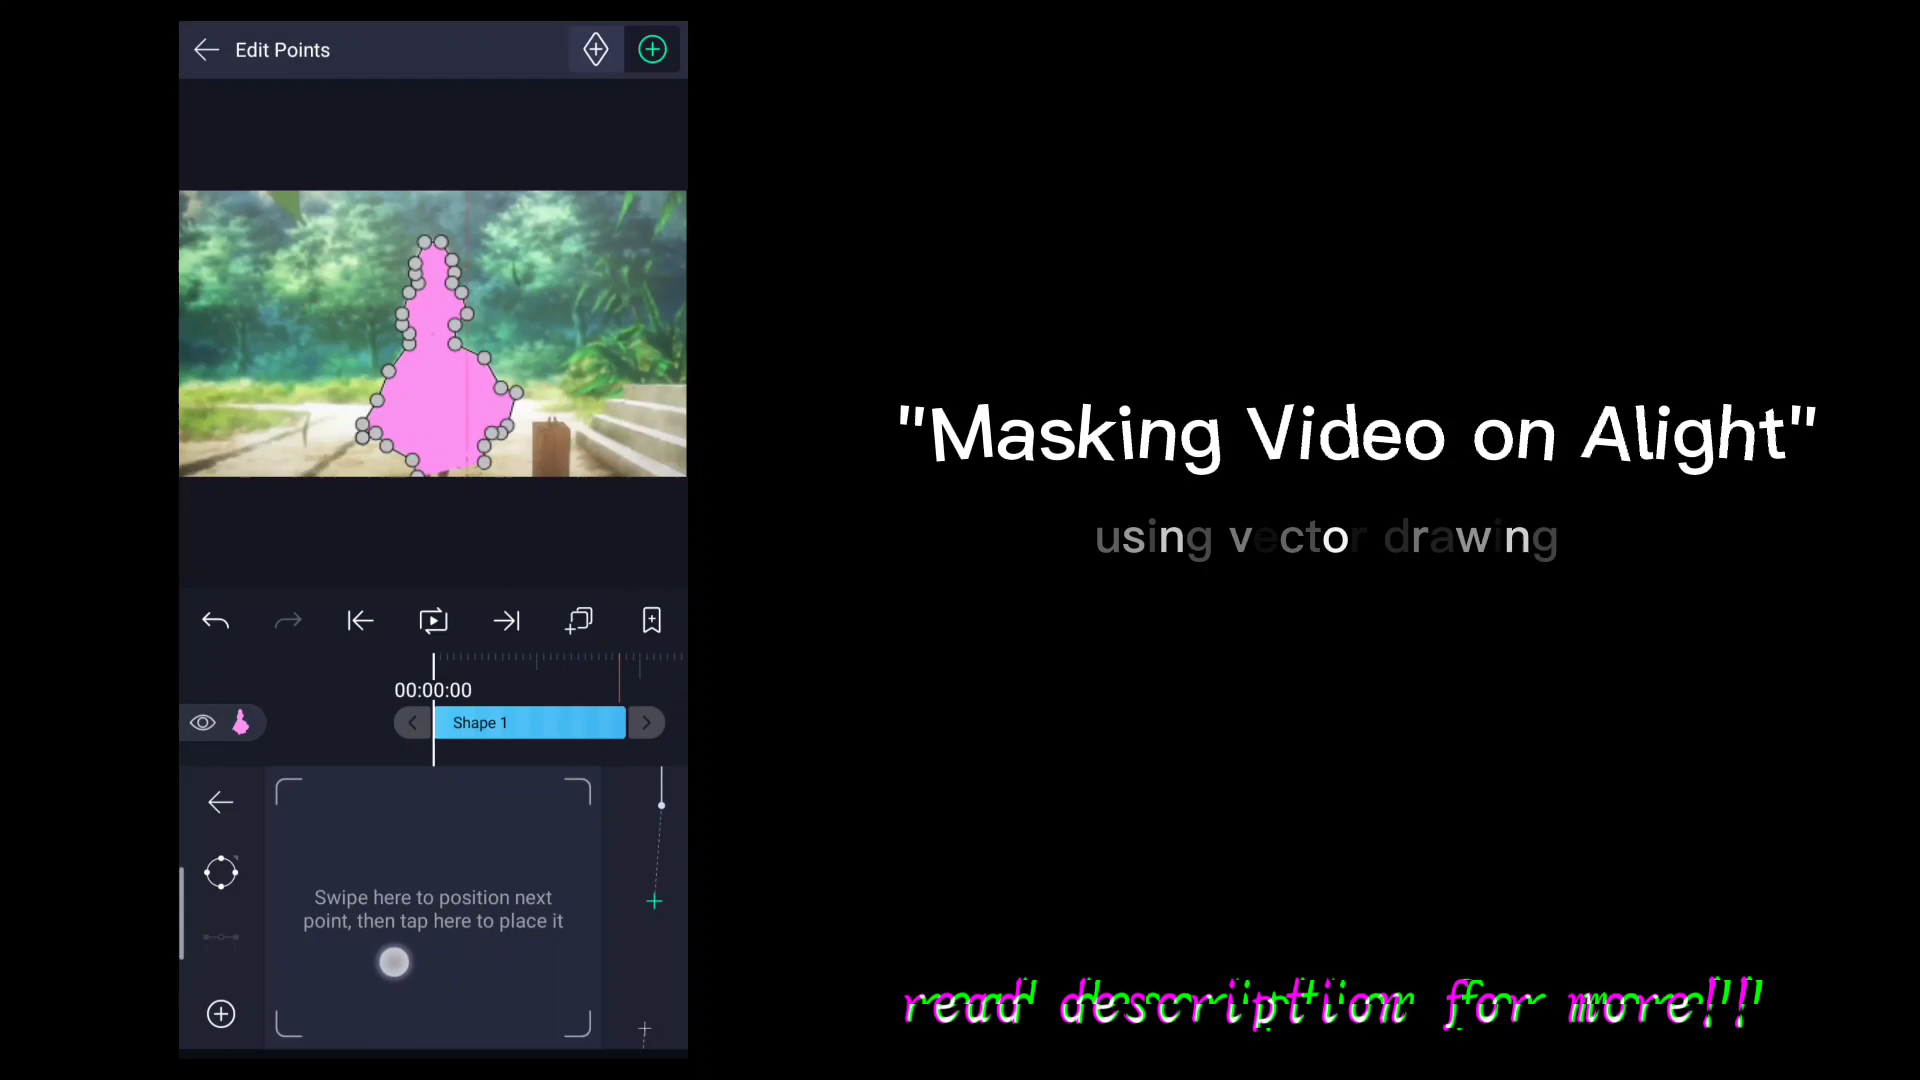 Edit Points
"Masking Video on Alight"
using vector drawing
00:00:00
Shape 1
Swipe here to position next
point, then tap here to place it
read description for more!!!